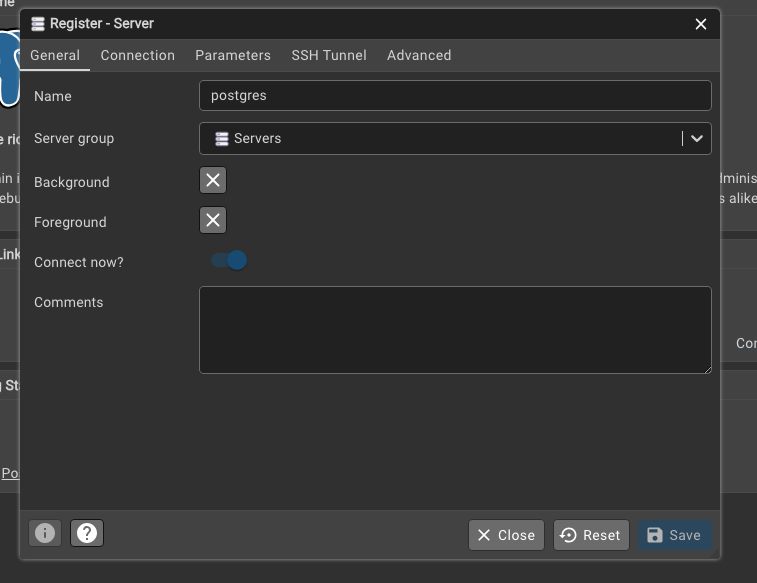 Register - Server
General Connection Parameters SSH Tunnel Advanced
Name postgres
Server group Servers
Background
Foreground
Connect now?
Comments
Close Reset Save